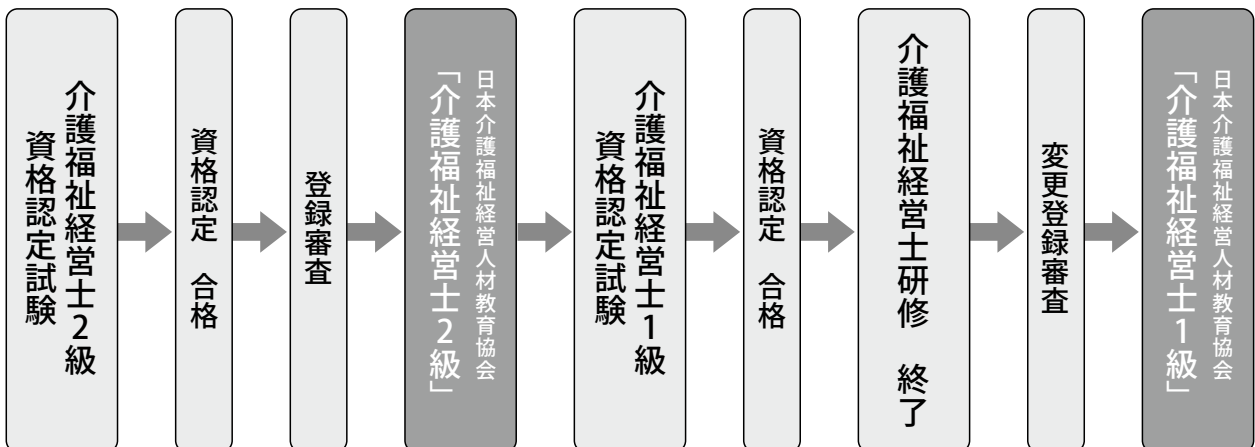 介護福祉経営士2級
資格認定試験
資格認定 合格
登録審査
日本介護福祉経営人材教育協会
「介護福祉経営士2級」
介護福祉経営士1級
資格認定試験
資格認定 合格
介護福祉経営士研修 終了
変更登録審査
日本介護福祉経営人材教育協会
「介護福祉経営士1級」